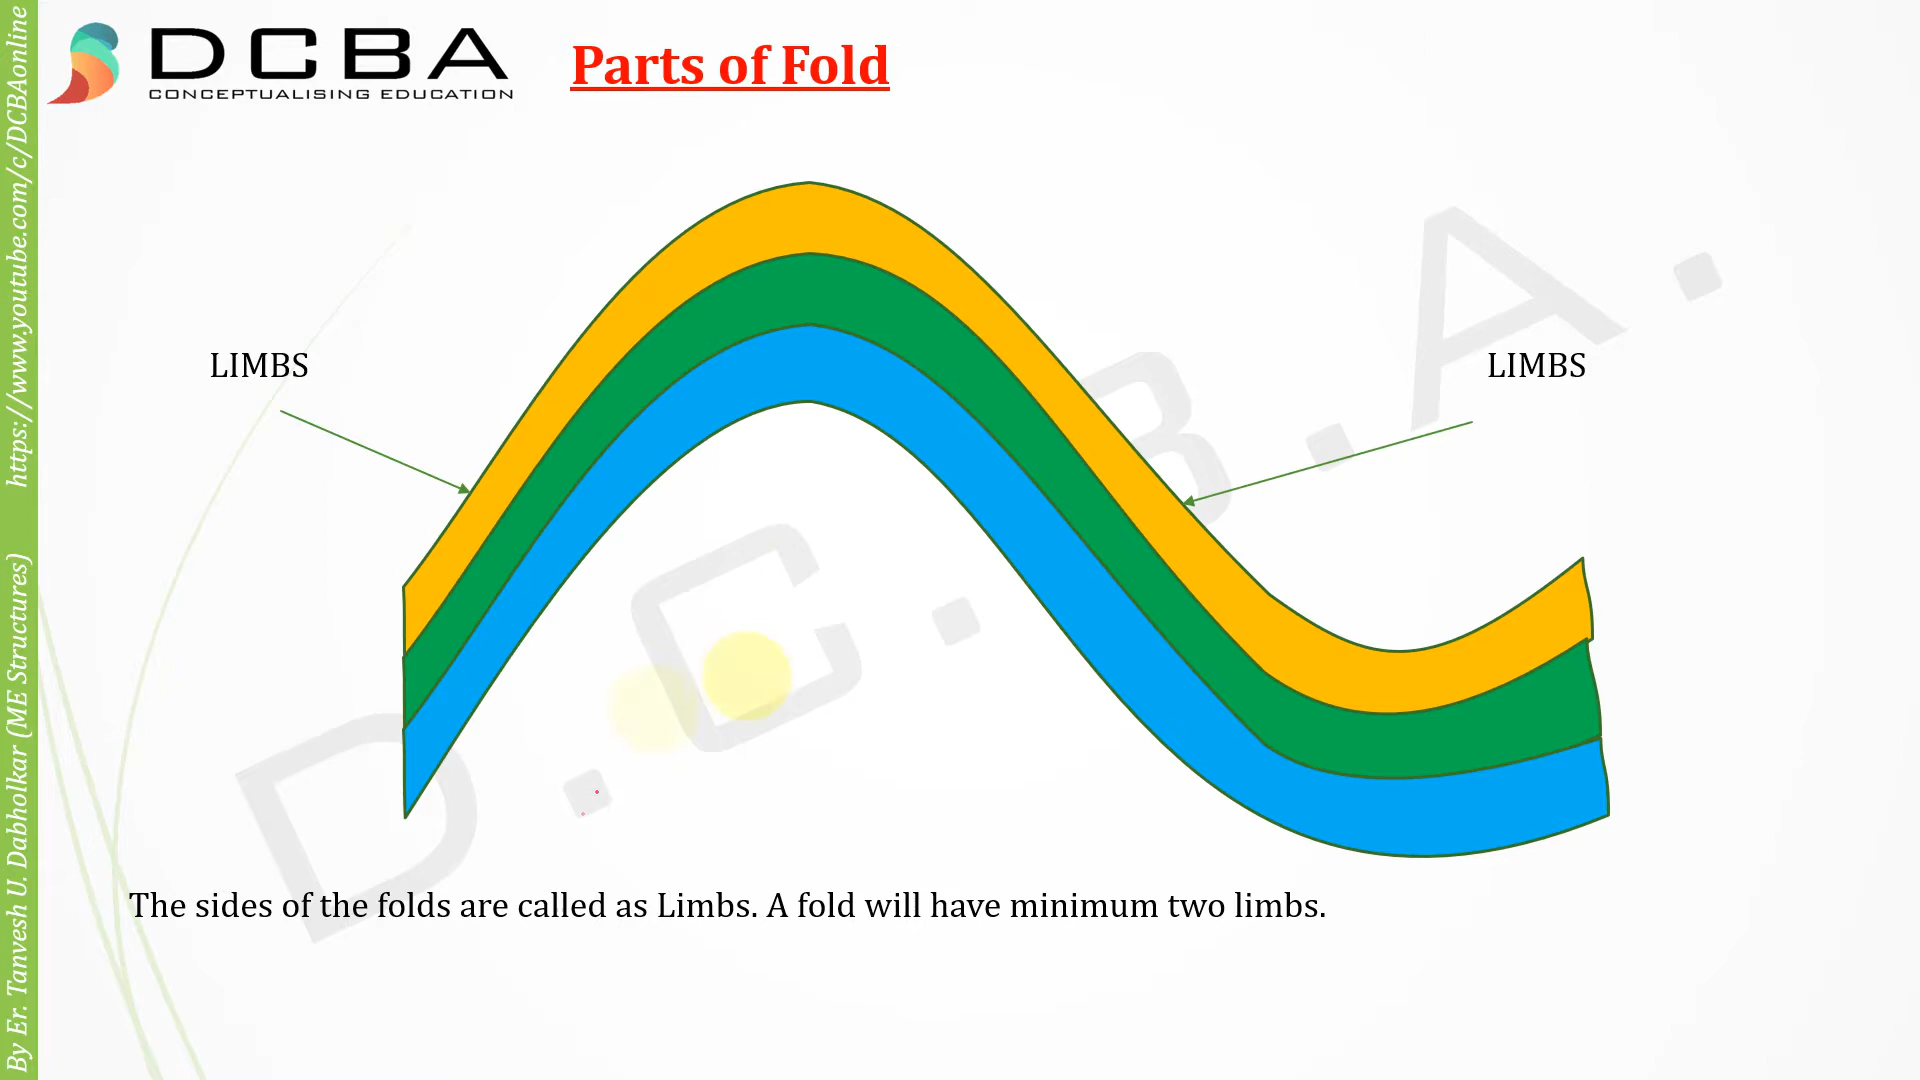 DCBA
CONCEPTUALISING EDUCATION
Parts of Fold
LIMBS
LIMBS
D.C.B.A.
The sides of the folds are called as Limbs. A fold will have minimum two limbs.
By Er. Tanvesh U. Dabholkar (ME Structures) https://www.youtube.com/c/DCBAonline